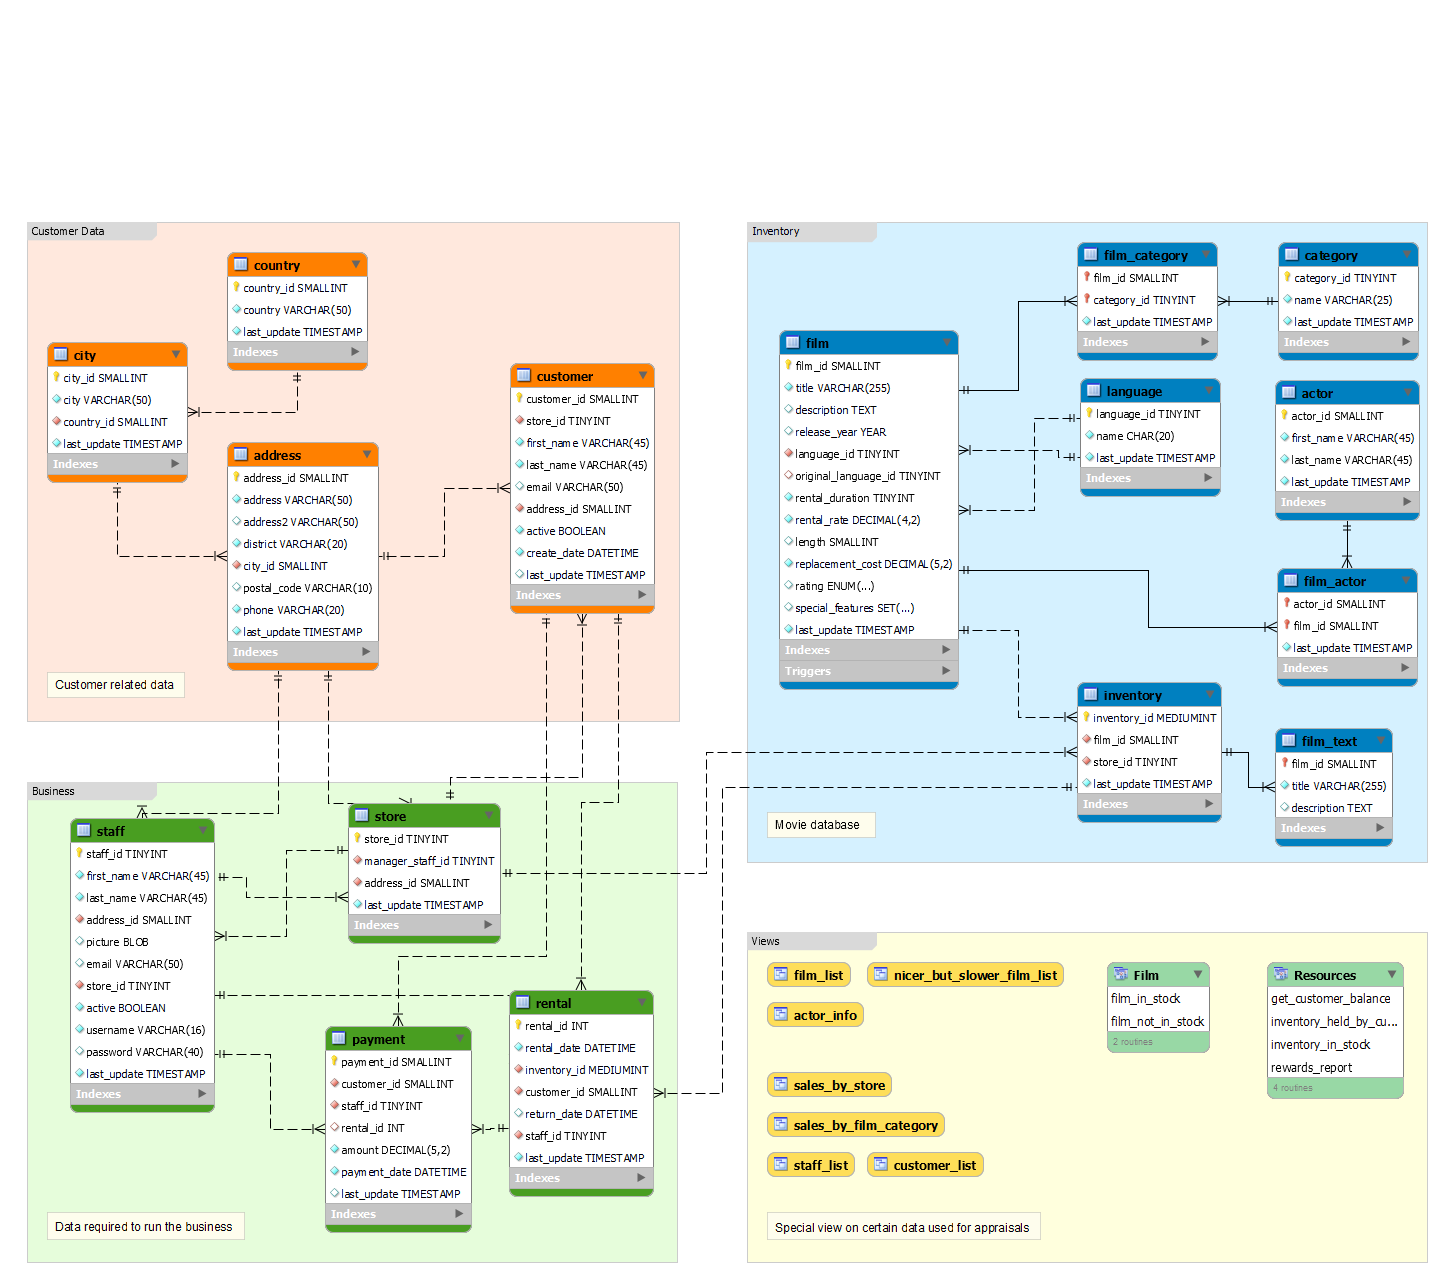 Customer Data
country
country_id SMALLINT
country VARCHAR(50)
last_update TIMESTAMP
Indexes
city
city_id SMALLINT
city VARCHAR(50)
country_id SMALLINT
last_update TIMESTAMP
Indexes
customer
customer_id SMALLINT
store_id TINYINT
first_name VARCHAR(45)
last_name VARCHAR(45)
email VARCHAR(50)
address_id SMALLINT
active BOOLEAN
create_date DATETIME
last_update TIMESTAMP
Indexes
address
address_id SMALLINT
address VARCHAR(50)
address2 VARCHAR(50)
district VARCHAR(20)
city_id SMALLINT
postal_code VARCHAR(10)
phone VARCHAR(20)
last_update TIMESTAMP
Indexes
Customer related data
Inventory
film_category
film_id SMALLINT
category_id TINYINT
last_update TIMESTAMP
Indexes
category
category_id TINYINT
name VARCHAR(25)
last_update TIMESTAMP
Indexes
film
film_id SMALLINT
title VARCHAR(255)
description TEXT
release_year YEAR
language_id TINYINT
original_language_id TINYINT
rental_duration TINYINT
rental_rate DECIMAL(4,2)
length SMALLINT
replacement_cost DECIMAL(5,2)
rating ENUM(...)
special_features SET(...)
last_update TIMESTAMP
Indexes
Triggers
language
language_id TINYINT
name CHAR(20)
last_update TIMESTAMP
Indexes
actor
actor_id SMALLINT
first_name VARCHAR(45)
last_name VARCHAR(45)
last_update TIMESTAMP
Indexes
film_actor
actor_id SMALLINT
film_id SMALLINT
last_update TIMESTAMP
Indexes
inventory
inventory_id MEDIUMINT
film_id SMALLINT
store_id TINYINT
last_update TIMESTAMP
Indexes
film_text
film_id SMALLINT
title VARCHAR(255)
description TEXT
Indexes
Movie database
Business
staff
staff_id TINYINT
first_name VARCHAR(45)
last_name VARCHAR(45)
address_id SMALLINT
picture BLOB
email VARCHAR(50)
store_id TINYINT
active BOOLEAN
username VARCHAR(16)
password VARCHAR(40)
last_update TIMESTAMP
Indexes
store
store_id TINYINT
manager_staff_id TINYINT
address_id SMALLINT
last_update TIMESTAMP
Indexes
rental
rental_id INT
rental_date DATETIME
inventory_id MEDIUMINT
customer_id SMALLINT
return_date DATETIME
staff_id TINYINT
last_update TIMESTAMP
Indexes
payment
payment_id SMALLINT
customer_id SMALLINT
staff_id TINYINT
rental_id INT
amount DECIMAL(5,2)
payment_date DATETIME
last_update TIMESTAMP
Indexes
Data required to run the business
Views
film_list
nicer_but_slower_film_list
actor_info
sales_by_store
sales_by_film_category
staff_list
customer_list
Film
film_in_stock
film_not_in_stock
2 routines
Resources
get_customer_balance
inventory_held_by_cu...
inventory_in_stock
rewards_report
4 routines
Special view on certain data used for appraisals